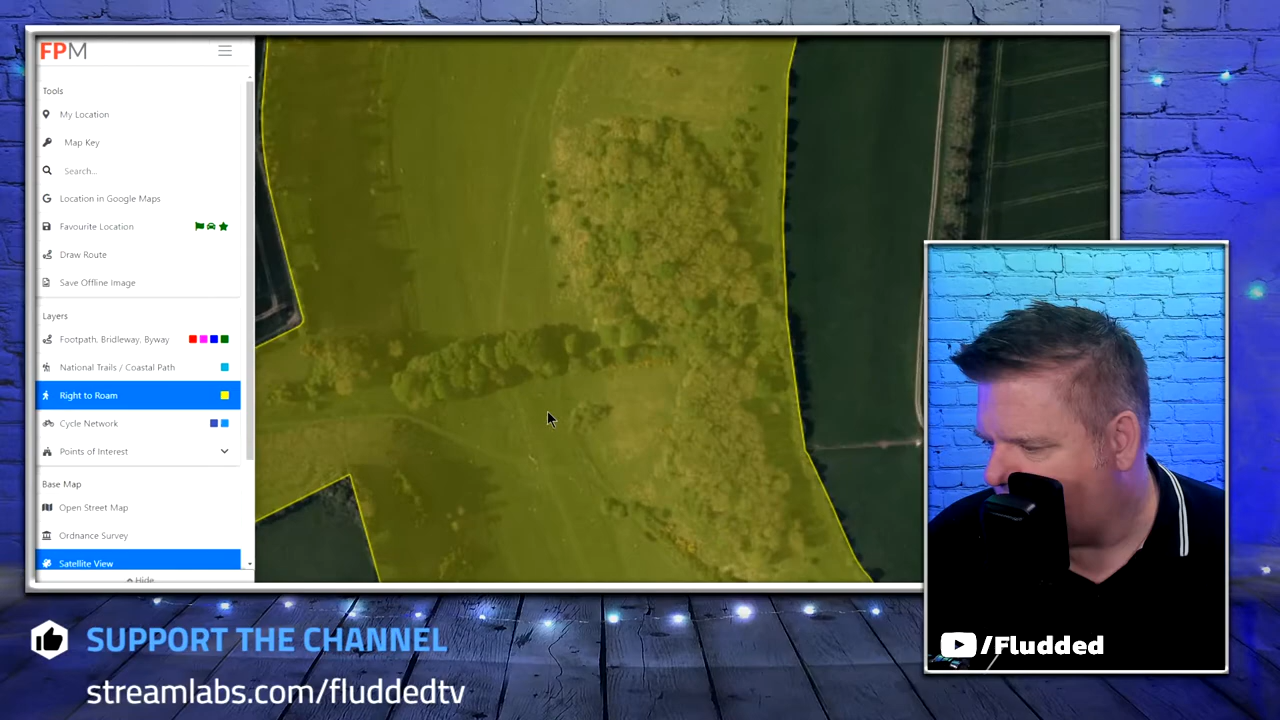 FPM
Tools
My Location
Map Key
Search...
Location in Google Maps
Favourite Location
Draw Route
Save Offline Image
Layers
Footpath, Bridleway, Byway
National Trails / Coastal Path
Right to Roam
Cycle Network
Points of Interest
Base Map
Open Street Map
Ordnance Survey
Satellite View
Hide
/Fludded
SUPPORT THE CHANNEL
streamlabs.com/fluddedtv